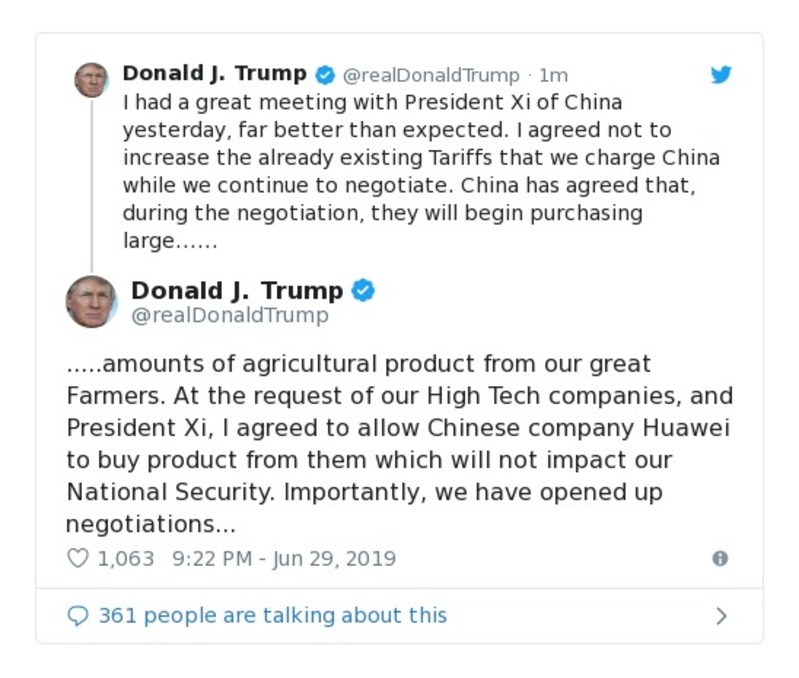 Donald J. Trump @realDonaldTrump · 1m
I had a great meeting with President Xi of China
yesterday, far better than expected. I agreed not to
increase the already existing Tariffs that we charge China
while we continue to negotiate. China has agreed that,
during the negotiation, they will begin purchasing
large......
Donald J. Trump
@realDonaldTrump
.....amounts of agricultural product from our great
Farmers. At the request of our High Tech companies, and
President Xi, I agreed to allow Chinese company Huawei
to buy product from them which will not impact our
National Security. Importantly, we have opened up
negotiations...
1,063 9:22 PM - Jun 29, 2019
361 people are talking about this